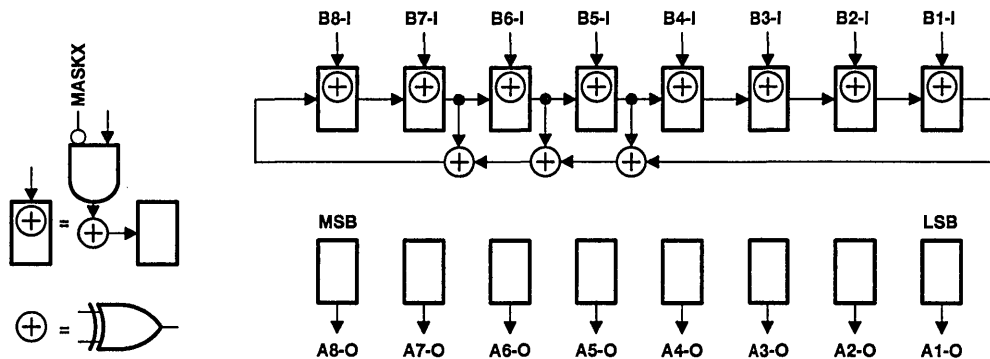 B8-I B7-I B6-I B5-I B4-I B3-I B2-I B1-I
MASKX
MSB LSB
=
=
A8-O A7-O A6-O A5-O A4-O A3-O A2-O A1-O